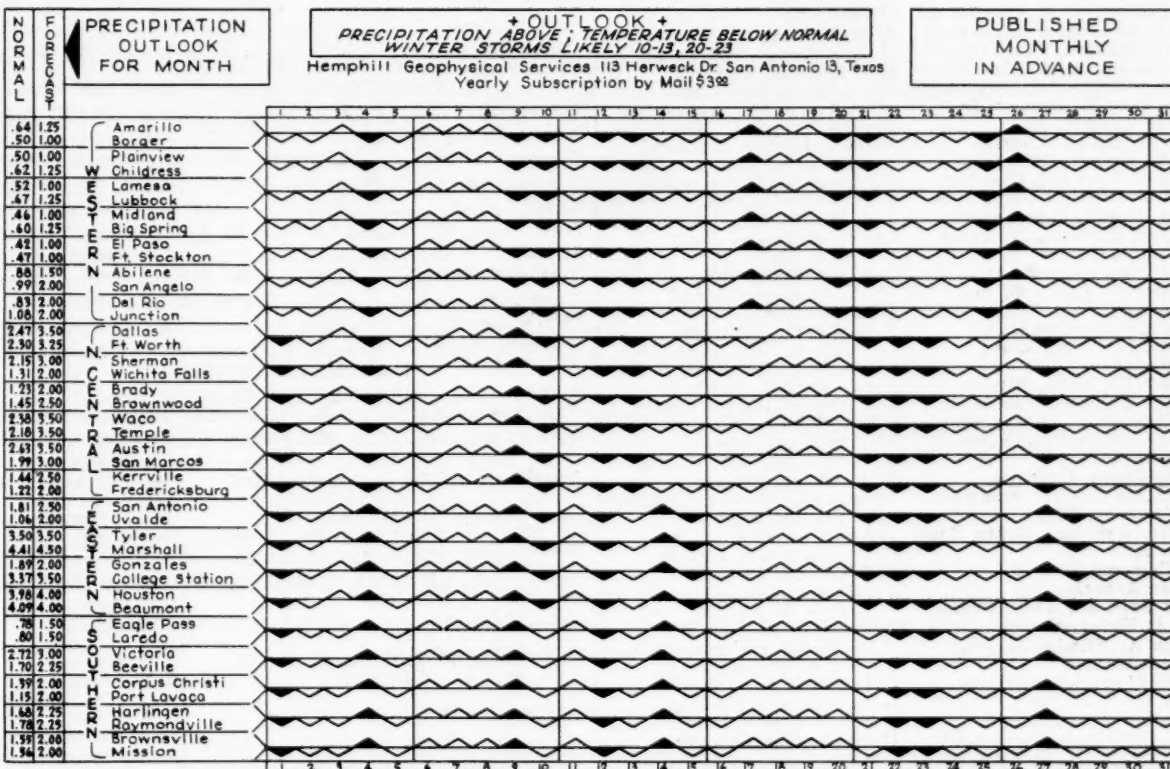 NORMAL
FORECAST
PRECIPITATION
OUTLOOK
FOR MONTH
+ OUTLOOK +
PRECIPITATION ABOVE; TEMPERATURE BELOW NORMAL
WINTER STORMS LIKELY 10-13, 20-23
Hemphill Geophysical Services 113 Herweck Dr. San Antonio 13, Texas
Yearly Subscription by Mail $3.00
PUBLISHED
MONTHLY
IN ADVANCE
1 2 3 4 5 6 7 8 9 10 11 12 13 14 15 16 17 18 19 20 21 22 23 24 25 26 27 28 29 30 31
WESTERN
.64 1.25 Amarillo
.50 1.00 Borger
.50 1.00 Plainview
.62 1.25 Childress
.52 1.00 Lamesa
.67 1.25 Lubbock
.46 1.00 Midland
.60 1.25 Big Spring
.42 1.00 El Paso
.47 1.00 Ft. Stockton
.88 1.50 Abilene
.99 2.00 San Angelo
.83 2.00 Del Rio
1.08 2.00 Junction
N. CENTRAL
2.47 3.50 Dallas
2.30 3.25 Ft. Worth
2.15 3.00 Sherman
1.31 2.00 Wichita Falls
1.23 2.00 Brady
1.45 2.50 Brownwood
2.38 3.50 Waco
2.18 3.50 Temple
2.63 3.50 Austin
1.99 3.00 San Marcos
1.44 2.50 Kerrville
1.22 2.00 Fredericksburg
EASTERN
1.81 2.50 San Antonio
1.06 2.00 Uvalde
3.50 3.50 Tyler
4.41 4.50 Marshall
1.89 2.00 Gonzales
3.37 3.50 College Station
3.98 4.00 Houston
4.09 4.00 Beaumont
SOUTHERN
.78 1.50 Eagle Pass
.80 1.50 Laredo
2.72 3.00 Victoria
1.70 2.25 Beeville
1.39 2.00 Corpus Christi
1.15 2.00 Port Lavaca
1.68 2.25 Harlingen
1.78 2.25 Raymondville
1.55 2.00 Brownsville
1.36 2.00 Mission
1 2 3 4 5 6 7 8 9 10 11 12 13 14 15 16 17 18 19 20 21 22 23 24 25 26 27 28 29 30 31